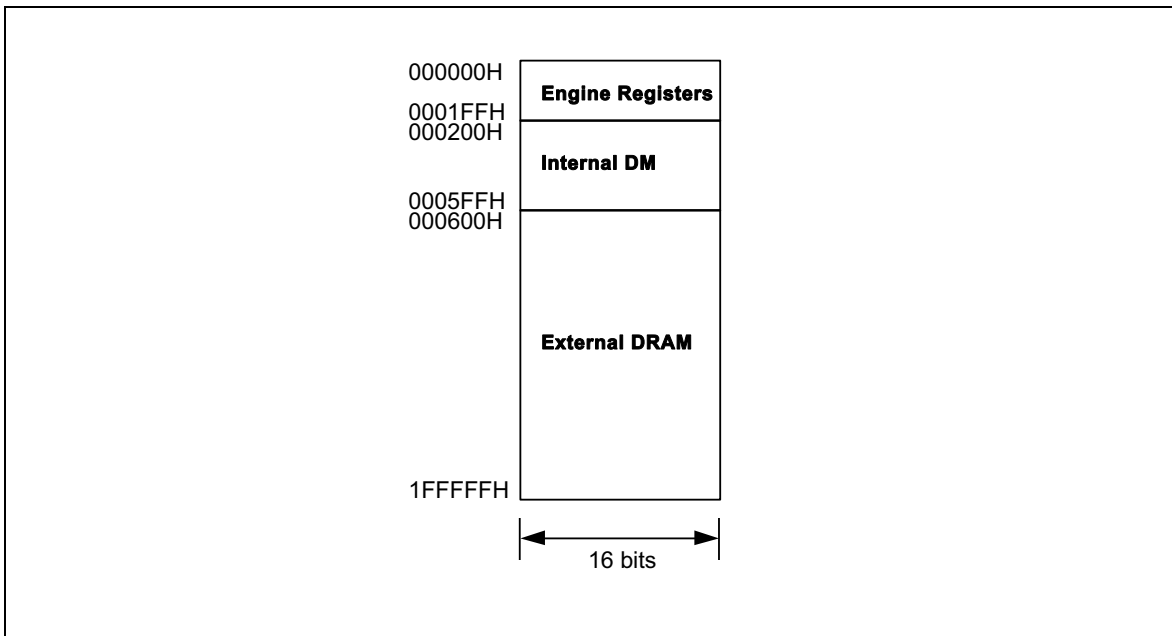 000000H
Engine Registers
0001FFH
000200H
Internal DM
0005FFH
000600H
External DRAM
1FFFFFH
16 bits